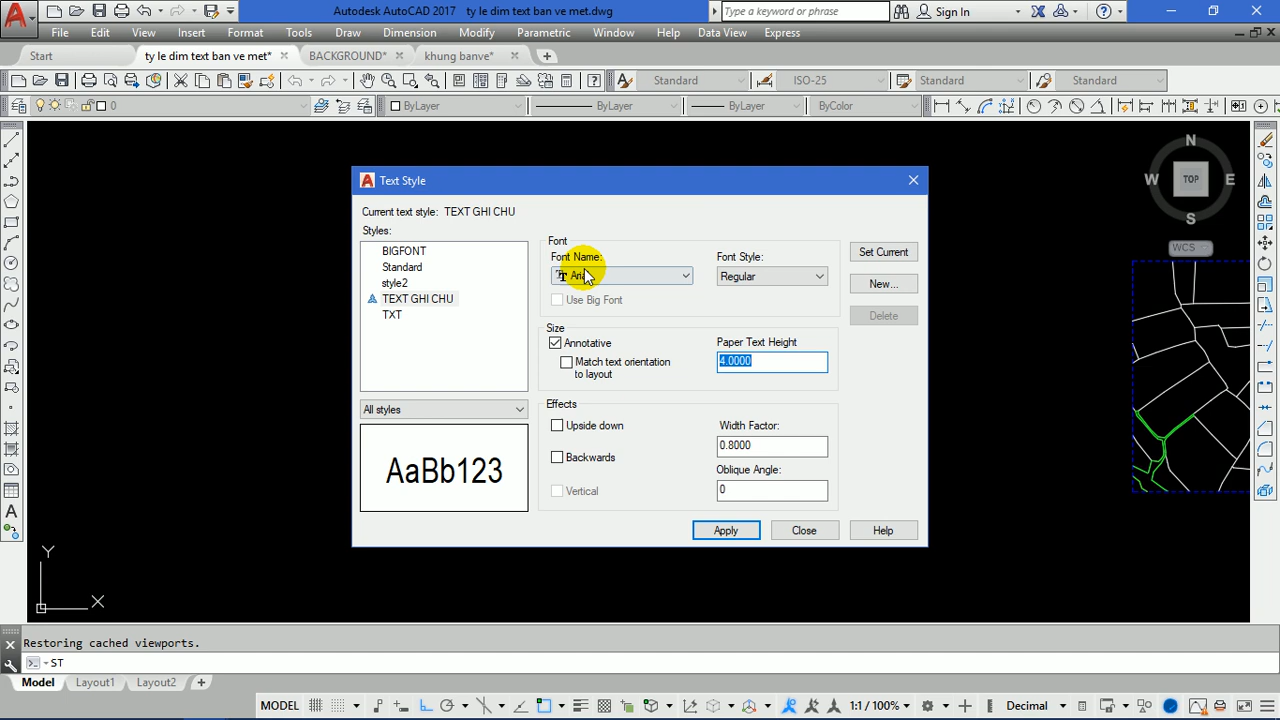 Autodesk AutoCAD 2017 ty le dim text ban ve met.dwg
Type a keyword or phrase
Sign In
File Edit View Insert Format Tools Draw Dimension Modify Parametric Window Help Data View Express
Start ty le dim text ban ve met* BACKGROUND* khung banve*
Standard ISO-25 Standard Standard
0 ByLayer ByLayer ByLayer ByColor
N
W TOP E
S
WCS
Text Style
Current text style: TEXT GHI CHU
Styles:
BIGFONT
Standard
style2
TEXT GHI CHU
TXT
All styles
AaBb123
Font
Font Name:
Font Style:
Regular
Use Big Font
Size
Annotative
Match text orientation
to layout
Paper Text Height
4.0000
Effects
Upside down
Backwards
Vertical
Width Factor:
0.8000
Oblique Angle:
0
Set Current
New...
Delete
Apply Close Help
Y
X
Restoring cached viewports.
ST
Model Layout1 Layout2
MODEL 1:1 / 100% Decimal